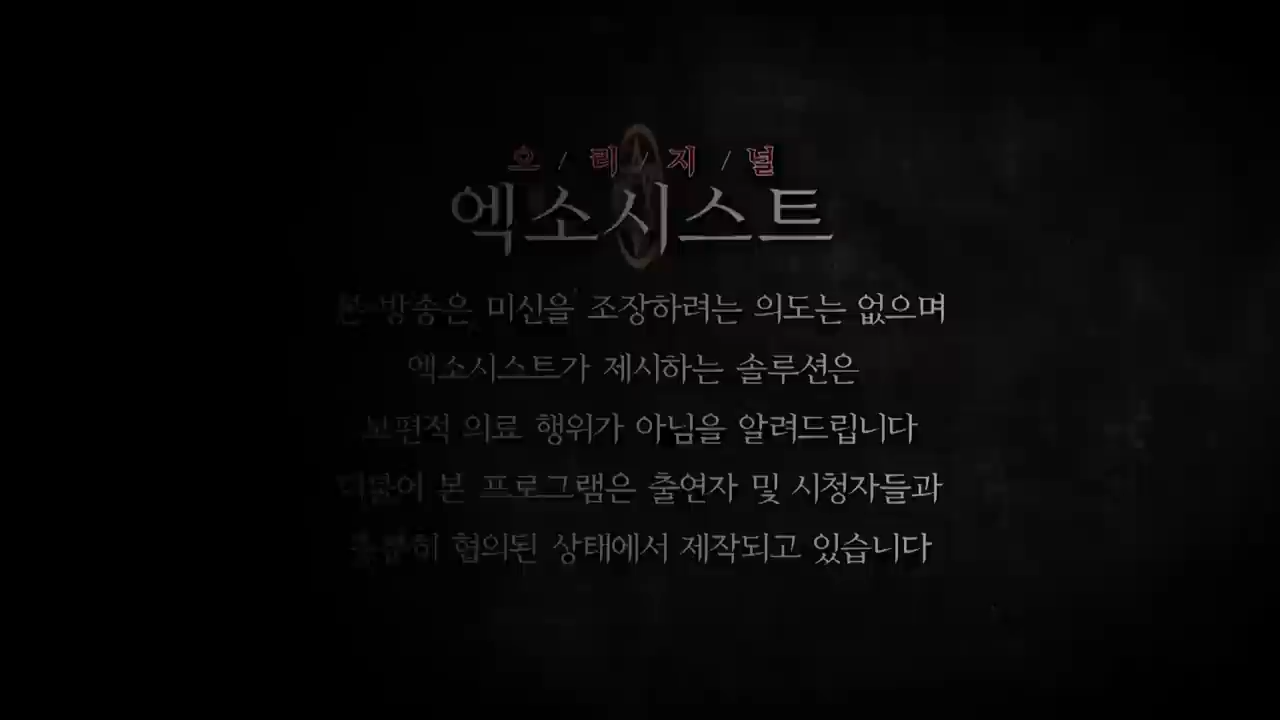 오/리/지/널
엑소시스트
본 방송은 미신을 조장하려는 의도는 없으며
엑소시스트가 제시하는 솔루션은
보편적 의료 행위가 아님을 알려드립니다
더불어 본 프로그램은 출연자 및 시청자들과
충분히 협의된 상태에서 제작되고 있습니다